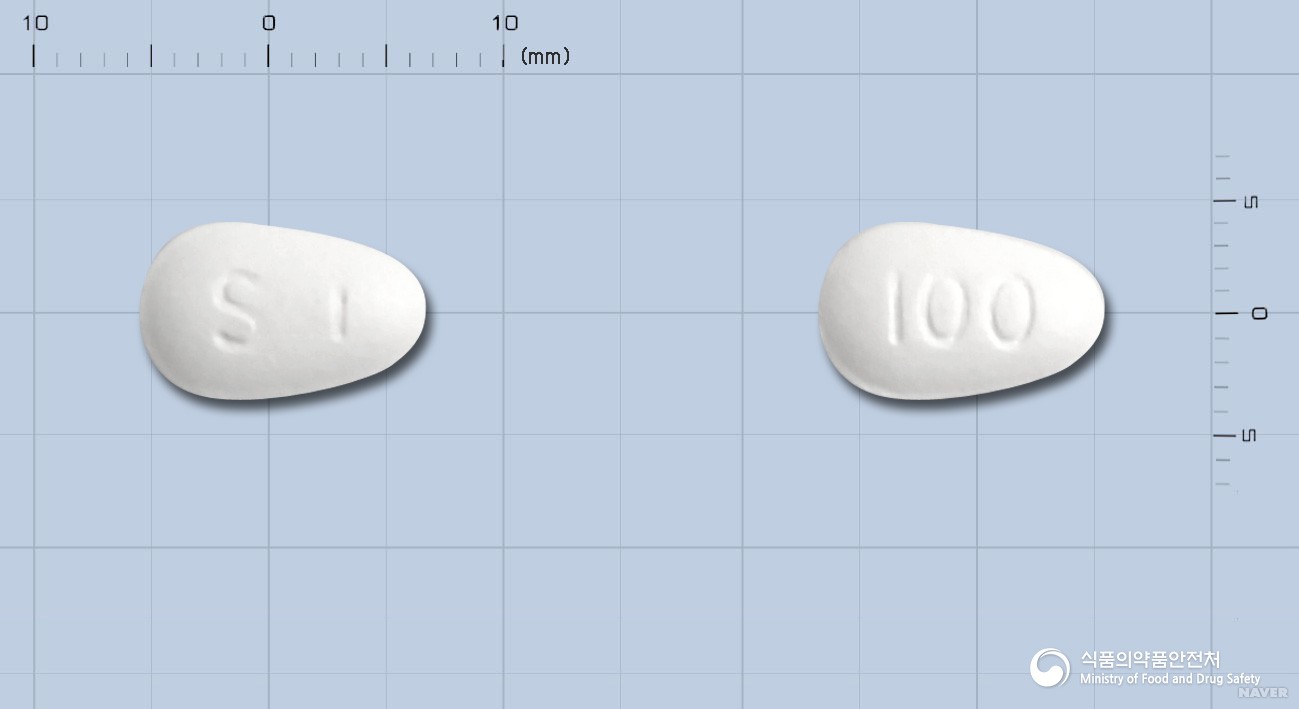 10 0 10
(mm)
S I
100
5
0
5
식품의약품안전처
Ministry of Food and Drug Safety
NAVER